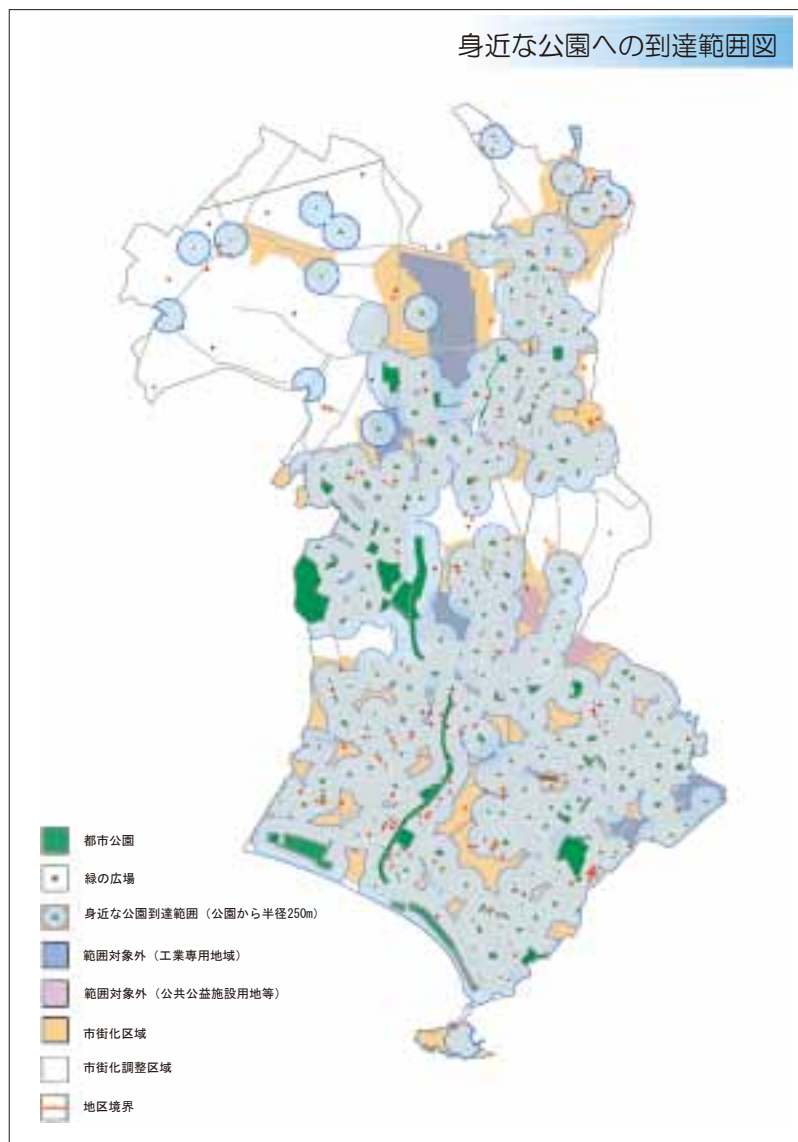 身近な公園への到達範囲図
都市公園
緑の広場
身近な公園到達範囲（公園から半径250m）
範囲対象外（工業専用地域）
範囲対象外（公共公益施設用地等）
市街化区域
市街化調整区域
地区境界